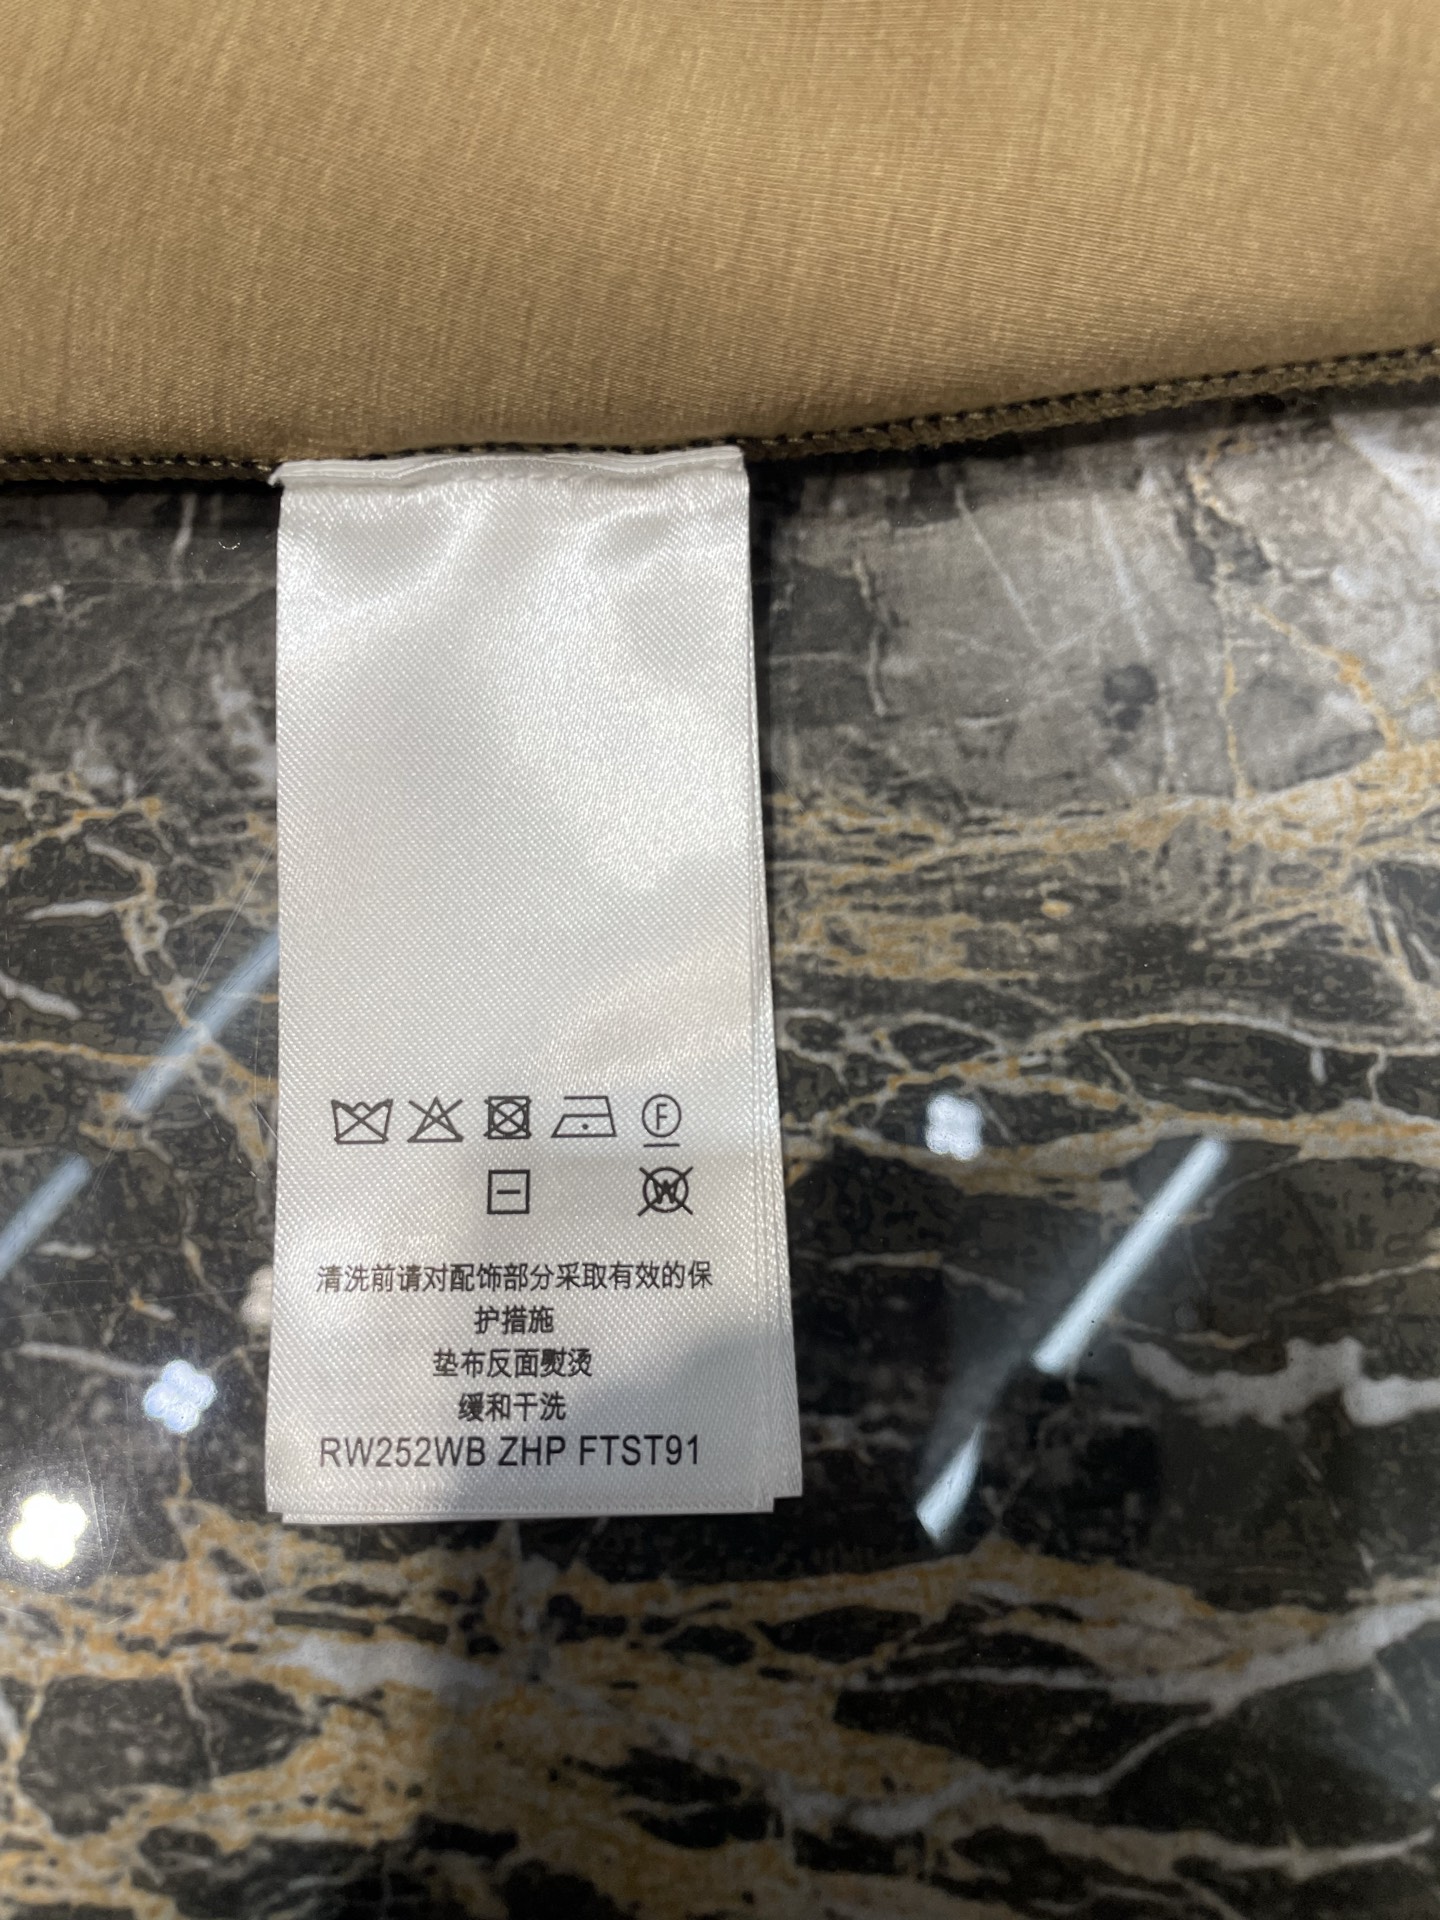 F
W
清洗前请对配饰部分采取有效的保
护措施
垫布反面熨烫
缓和干洗
RW252WB ZHP FTST91